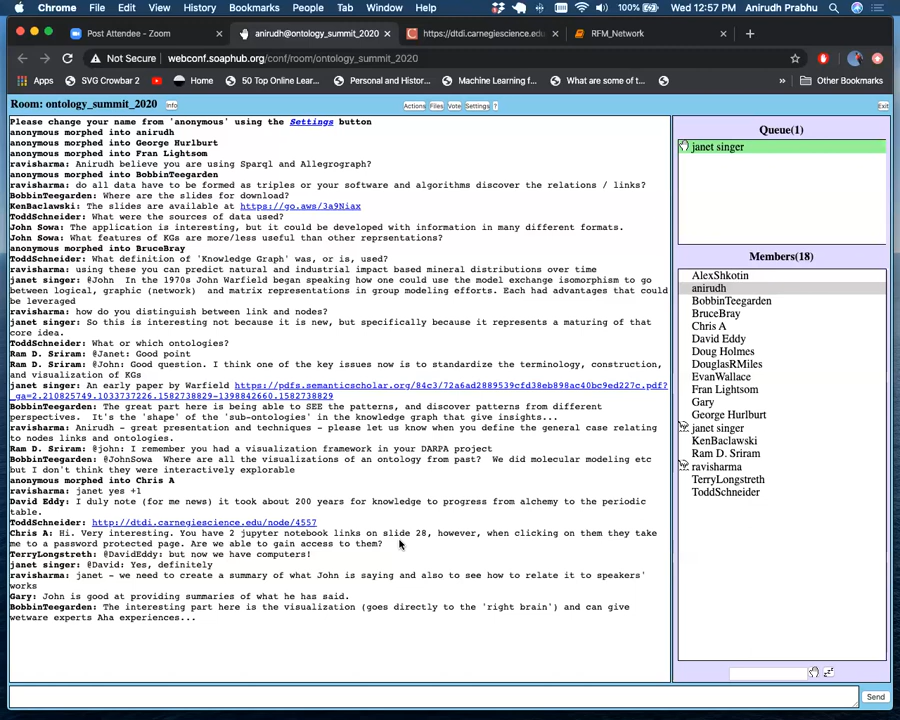 Chrome File Edit View History Bookmarks People Tab Window Help 100% Wed 12:57 PM Anirudh Prabhu
Post Attendee - Zoom anirudh@ontology_summit_2020 https://dtdi.carnegiescience.edu RFM_Network
Not Secure webconf.soaphub.org/conf/room/ontology_summit_2020
Apps SVG Crowbar 2 Home 50 Top Online Lear... Personal and Histor... Machine Learning f... What are some of t... » Other Bookmarks
Room: ontology_summit_2020 Info Actions Files Vote Settings ? Exit
Please change your name from 'anonymous' using the Settings button
anonymous morphed into anirudh
anonymous morphed into George Hurlburt
anonymous morphed into Fran Lightsom
ravisharma: Anirudh believe you are using Sparql and Allegrograph?
anonymous morphed into BobbinTeegarden
ravisharma: do all data have to be formed as triples or your software and algorithms discover the relations / links?
BobbinTeegarden: Where are the slides for download?
KenBaclawski: The slides are available at https://go.aws/3a9Niax
ToddSchneider: What were the sources of data used?
John Sowa: The application is interesting, but it could be developed with information in many different formats.
John Sowa: What features of KGs are more/less useful than other reprsentations?
anonymous morphed into BruceBray
ToddSchneider: What definition of 'Knowledge Graph' was, or is, used?
ravisharma: using these you can predict natural and industrial impact based mineral distributions over time
janet singer: @John In the 1970s John Warfield began speaking how one could use the model exchange isomorphism to go
between logical, graphic (network) and matrix representations in group modeling efforts. Each had advantages that could
be leveraged
ravisharma: how do you distinguish between link and nodes?
janet singer: So this is interesting not because it is new, but specifically because it represents a maturing of that
core idea.
ToddSchneider: What or which ontologies?
Ram D. Sriram: @Janet: Good point
Ram D. Sriram: @John: Good question. I think one of the key issues now is to standardize the terminology, construction,
and visualization of KGs
janet singer: An early paper by Warfield https://pdfs.semanticscholar.org/84c3/72a6ad2889539cfd38eb898ac40bc9ed227c.pdf?
_ga=2.210825749.1033737226.1582738829-1398842660.1582738829
BobbinTeegarden: The great part here is being able to SEE the patterns, and discover patterns from different
perspectives. It's the 'shape' of the 'sub-ontologies' in the knowledge graph that give insights...
ravisharma: Anirudh - great presentation and techniques - please let us know when you define the general case relating
to nodes links and ontologies.
Ram D. Sriram: @john: I remember you had a visualization framework in your DARPA project
BobbinTeegarden: @JohnSowa Where are all the visualizations of an ontology from past? We did molecular modeling etc
but I don't think they were interactively explorable
anonymous morphed into Chris A
ravisharma: janet yes +1
David Eddy: I duly note (for me news) it took about 200 years for knowledge to progress from alchemy to the periodic
table.
ToddSchneider: http://dtdi.carnegiescience.edu/node/4557
Chris A: Hi. Very interesting. You have 2 jupyter notebook links on slide 28, however, when clicking on them they take
me to a password protected page. Are we able to gain access to them?
TerryLongstreth: @DavidEddy: but now we have computers!
janet singer: @David: Yes, definitely
ravisharma: janet - we need to create a summary of what John is saying and also to see how to relate it to speakers'
works
Gary: John is good at providing summaries of what he has said.
BobbinTeegarden: The interesting part here is the visualization (goes directly to the 'right brain') and can give
wetware experts Aha experiences...
Queue(1)
janet singer
Members(18)
AlexShkotin
anirudh
BobbinTeegarden
BruceBray
Chris A
David Eddy
Doug Holmes
DouglasRMiles
EvanWallace
Fran Lightsom
Gary
George Hurlburt
janet singer
KenBaclawski
Ram D. Sriram
ravisharma
TerryLongstreth
ToddSchneider
Send